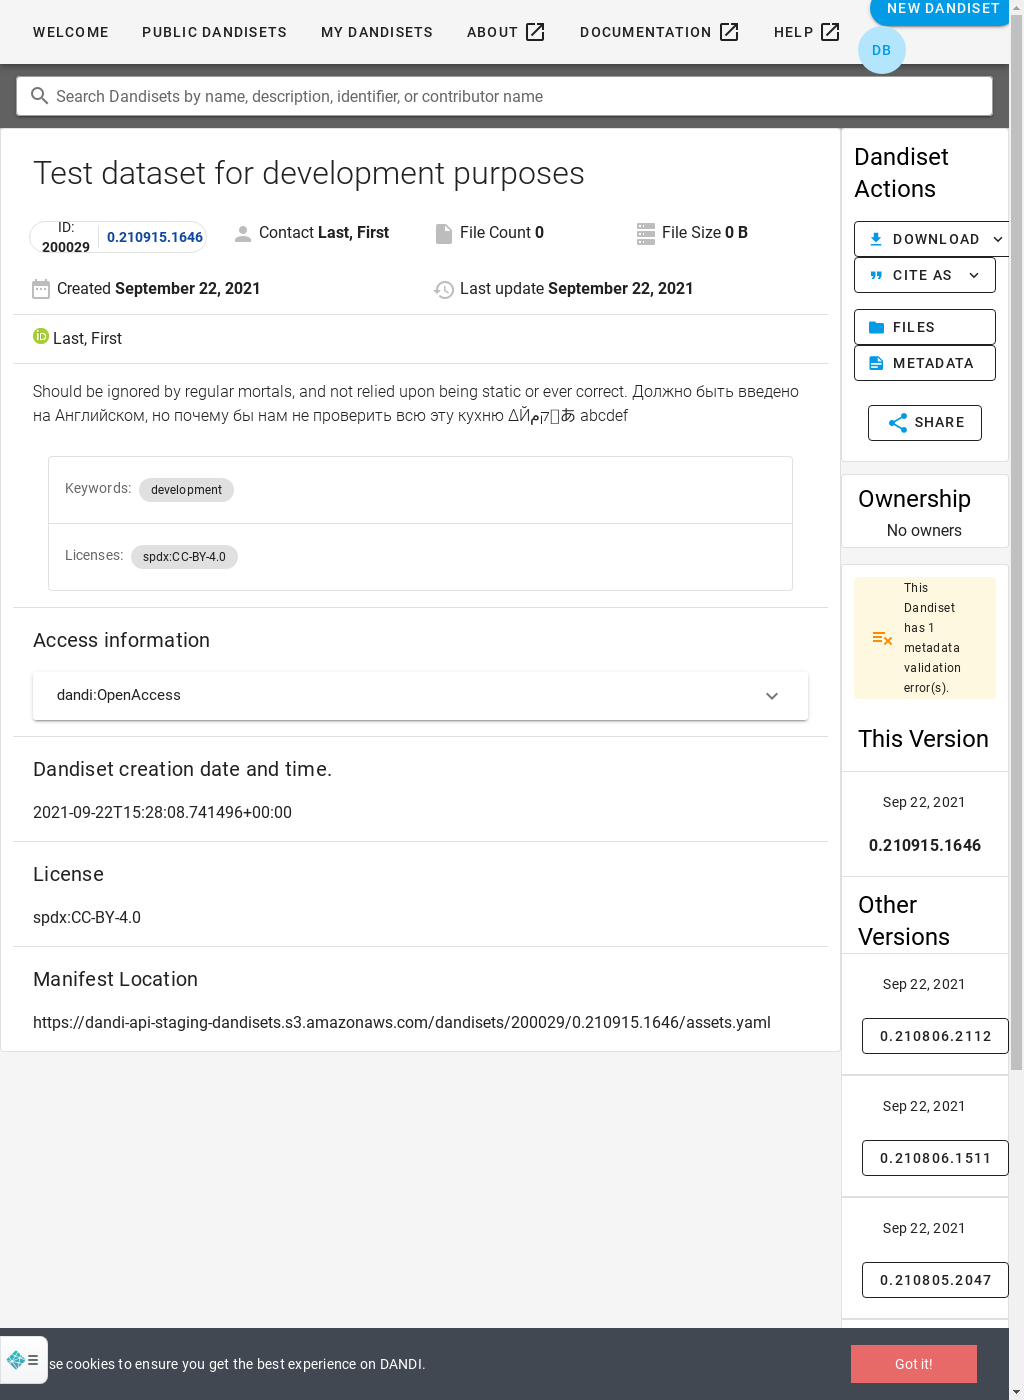 WELCOME
PUBLIC DANDISETS
MY DANDISETS
ABOUT
DOCUMENTATION
HELP
NEW DANDISET
DB
Search Dandisets by name, description, identifier, or contributor name
Test dataset for development purposes
ID:
200029
0.210915.1646
Contact Last, First
File Count 0
File Size 0 B
Created September 22, 2021
Last update September 22, 2021
Last, First
Should be ignored by regular mortals, and not relied upon being static or ever correct. Должно быть введено
на Английском, но почему бы нам не проверить всю эту кухню ΔЙקم あ abcdef
Keywords: development
Licenses: spdx:CC-BY-4.0
Access information
dandi:OpenAccess
Dandiset creation date and time.
2021-09-22T15:28:08.741496+00:00
License
spdx:CC-BY-4.0
Manifest Location
https://dandi-api-staging-dandisets.s3.amazonaws.com/dandisets/200029/0.210915.1646/assets.yaml
Dandiset
Actions
DOWNLOAD
CITE AS
FILES
METADATA
SHARE
Ownership
No owners
This
Dandiset
has 1
metadata
validation
error(s).
This Version
Sep 22, 2021
0.210915.1646
Other
Versions
Sep 22, 2021
0.210806.2112
Sep 22, 2021
0.210806.1511
Sep 22, 2021
0.210805.2047
se cookies to ensure you get the best experience on DANDI.
Got it!